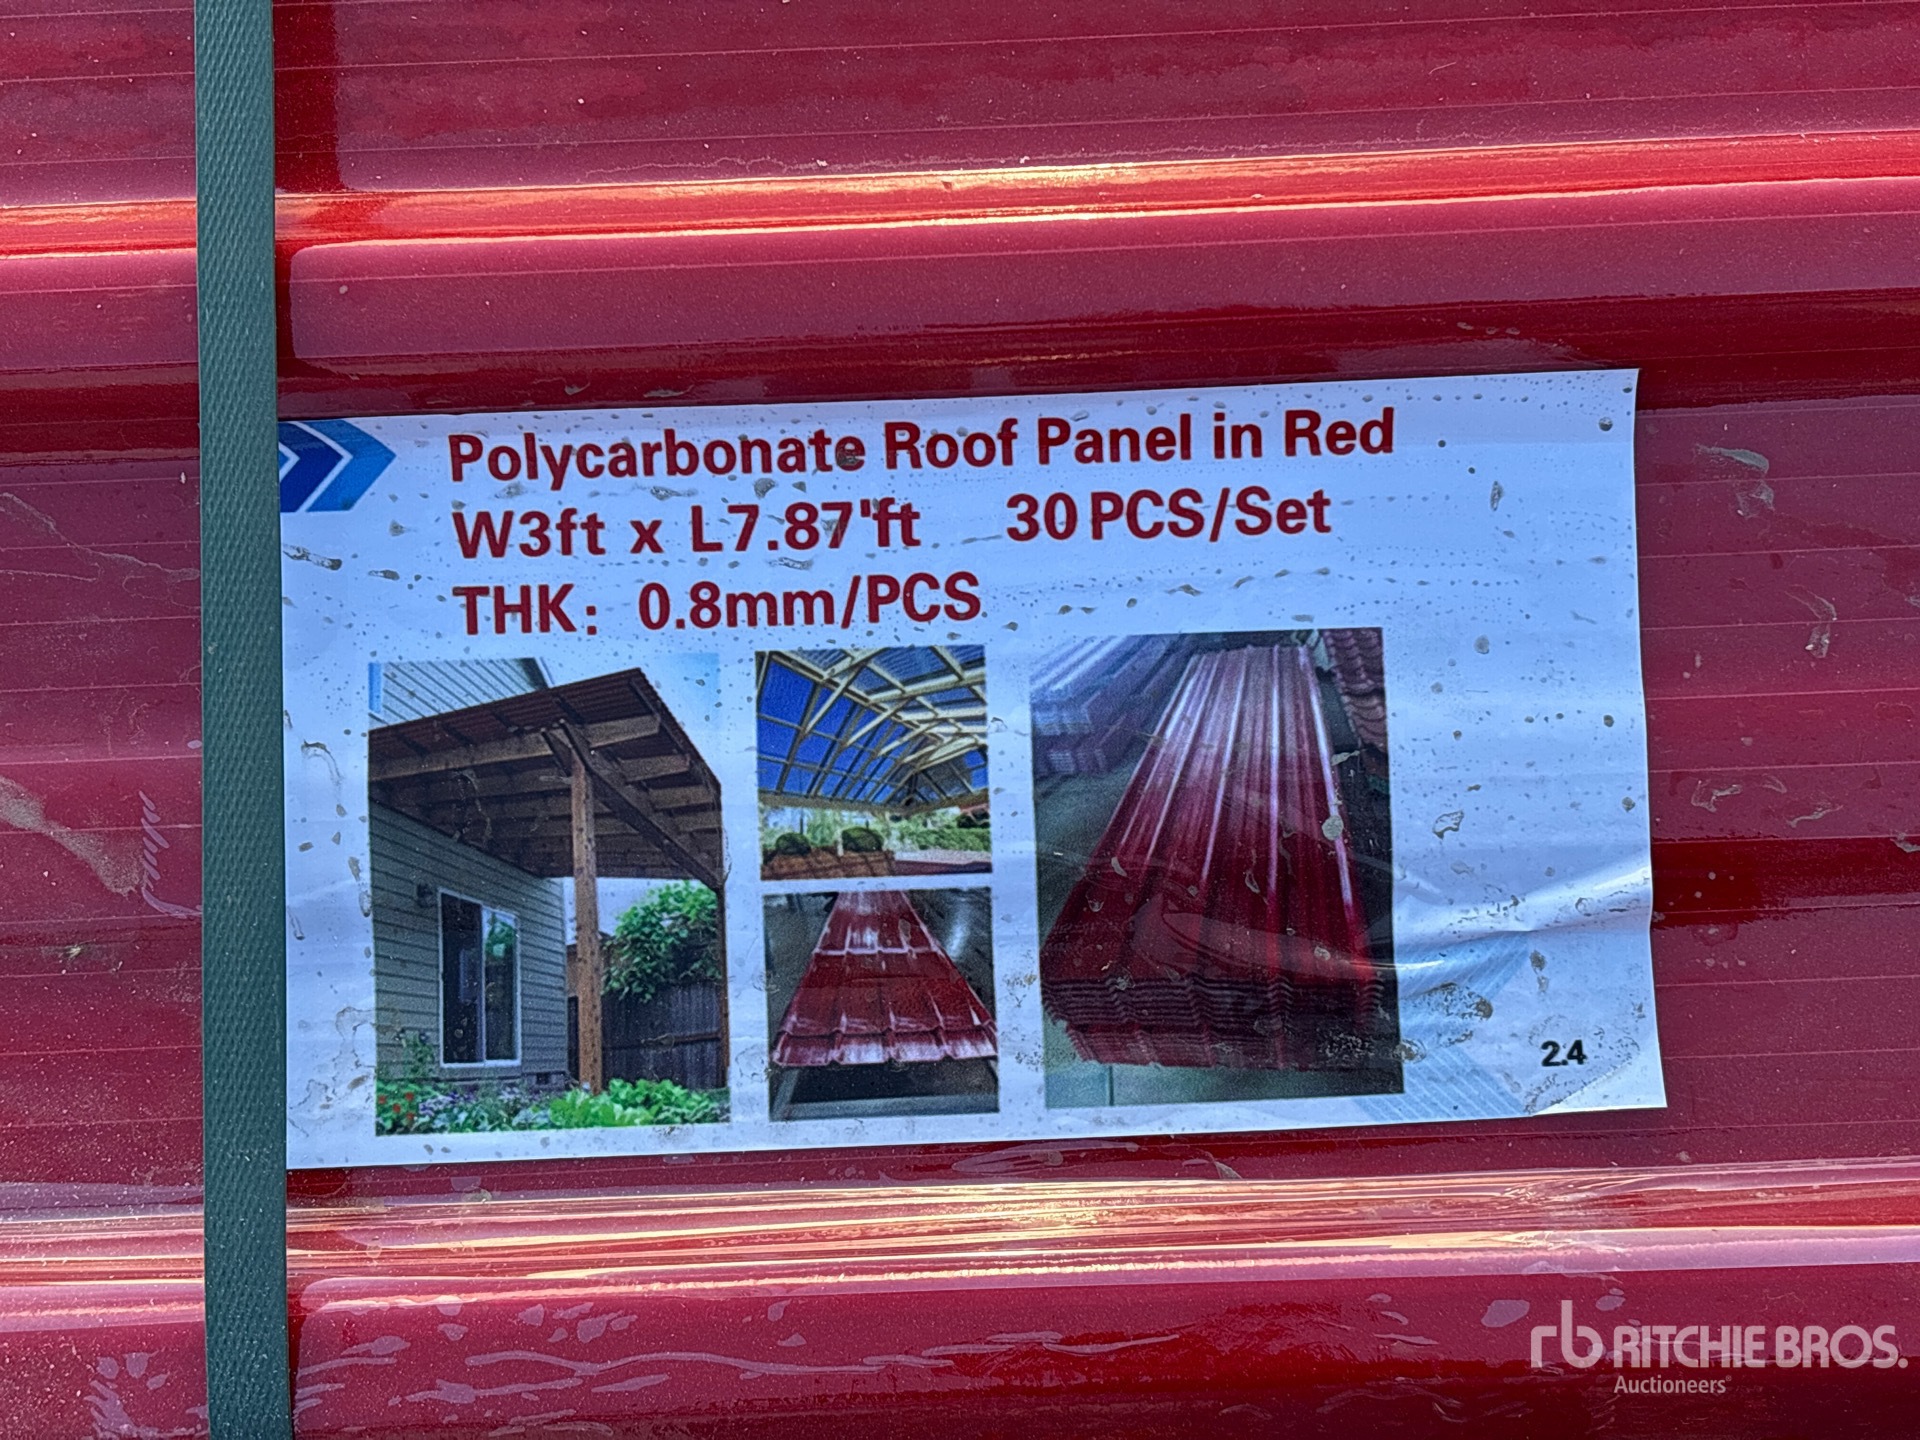 Polycarbonate Roof Panel in Red
W3ft x L7.87'ft 30 PCS/Set
THK: 0.8mm/PCS
2.4
rb RITCHIE BROS.
Auctioneers